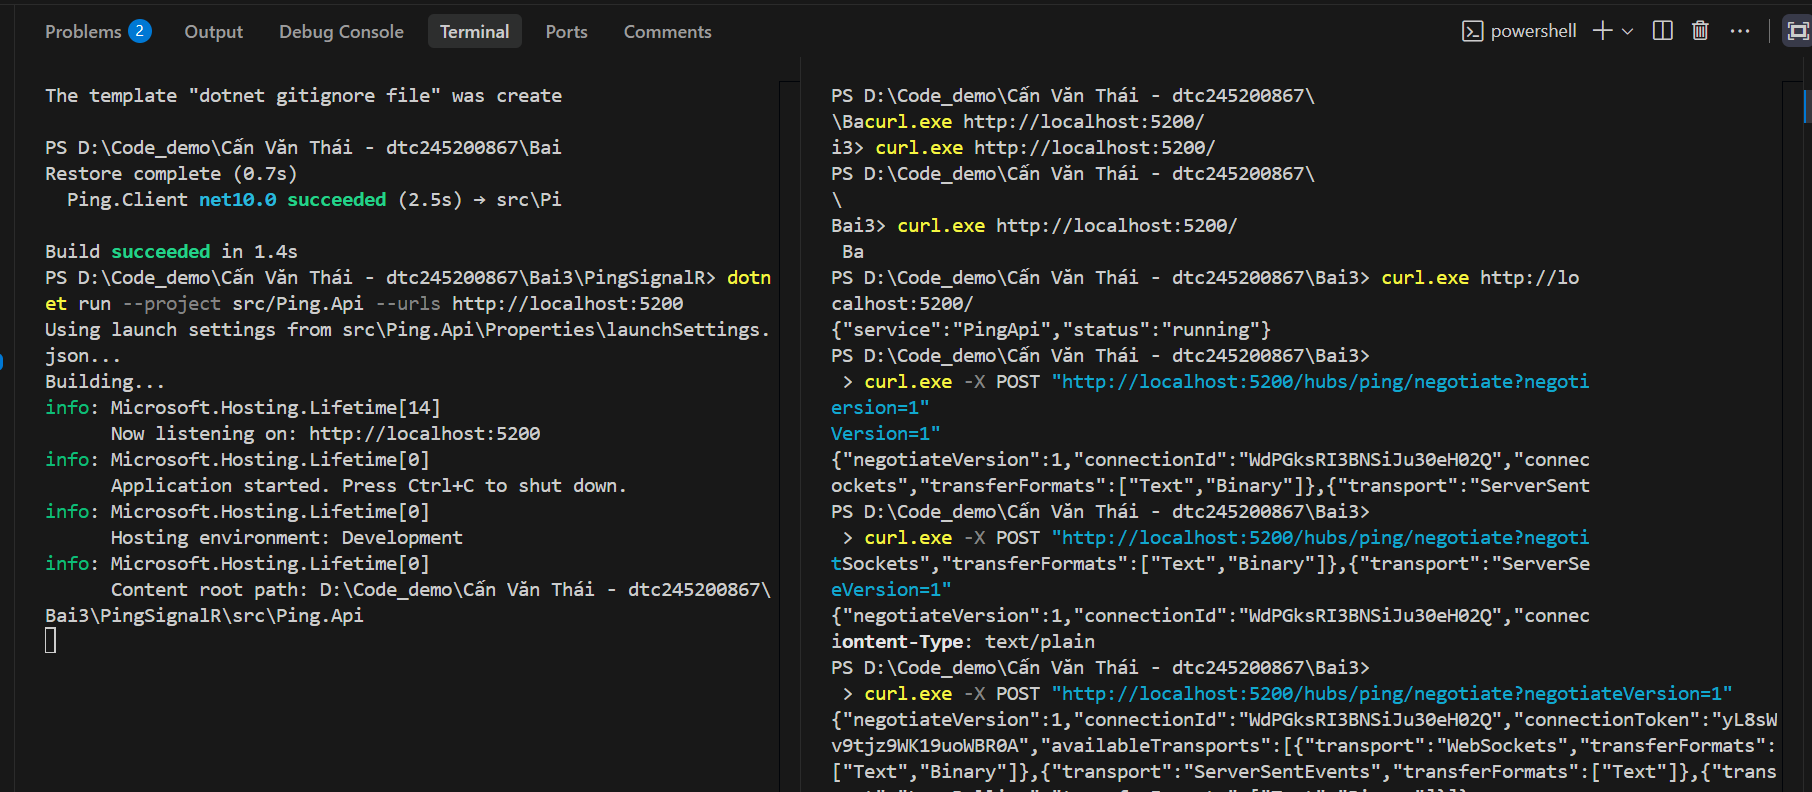 Problems 2 Output Debug Console Terminal Ports Comments powershell
The template "dotnet gitignore file" was create
PS D:\Code_demo\Cấn Văn Thái - dtc245200867\Bai
Restore complete (0.7s)
Ping.Client net10.0 succeeded (2.5s) → src\Pi
Build succeeded in 1.4s
PS D:\Code_demo\Cấn Văn Thái - dtc245200867\Bai3\PingSignalR> dotn
et run --project src/Ping.Api --urls http://localhost:5200
Using launch settings from src\Ping.Api\Properties\launchSettings.
json...
Building...
info: Microsoft.Hosting.Lifetime[14]
Now listening on: http://localhost:5200
info: Microsoft.Hosting.Lifetime[0]
Application started. Press Ctrl+C to shut down.
info: Microsoft.Hosting.Lifetime[0]
Hosting environment: Development
info: Microsoft.Hosting.Lifetime[0]
Content root path: D:\Code_demo\Cấn Văn Thái - dtc245200867\
Bai3\PingSignalR\src\Ping.Api
PS D:\Code_demo\Cấn Văn Thái - dtc245200867\
\Bacurl.exe http://localhost:5200/
i3> curl.exe http://localhost:5200/
PS D:\Code_demo\Cấn Văn Thái - dtc245200867\
\
Bai3> curl.exe http://localhost:5200/
Ba
PS D:\Code_demo\Cấn Văn Thái - dtc245200867\Bai3> curl.exe http://lo
calhost:5200/
{"service":"PingApi","status":"running"}
PS D:\Code_demo\Cấn Văn Thái - dtc245200867\Bai3>
> curl.exe -X POST "http://localhost:5200/hubs/ping/negotiate?negoti
ersion=1"
Version=1"
{"negotiateVersion":1,"connectionId":"WdPGksRI3BNSiJu30eH02Q","connec
ockets","transferFormats":["Text","Binary"]},{"transport":"ServerSent
PS D:\Code_demo\Cấn Văn Thái - dtc245200867\Bai3>
> curl.exe -X POST "http://localhost:5200/hubs/ping/negotiate?negoti
tSockets","transferFormats":["Text","Binary"]},{"transport":"ServerSe
eVersion=1"
{"negotiateVersion":1,"connectionId":"WdPGksRI3BNSiJu30eH02Q","connec
iontent-Type: text/plain
PS D:\Code_demo\Cấn Văn Thái - dtc245200867\Bai3>
> curl.exe -X POST "http://localhost:5200/hubs/ping/negotiate?negotiateVersion=1"
{"negotiateVersion":1,"connectionId":"WdPGksRI3BNSiJu30eH02Q","connectionToken":"yL8sW
v9tjz9WK19uoWBR0A","availableTransports":[{"transport":"WebSockets","transferFormats":
["Text","Binary"]},{"transport":"ServerSentEvents","transferFormats":["Text"]},{"trans